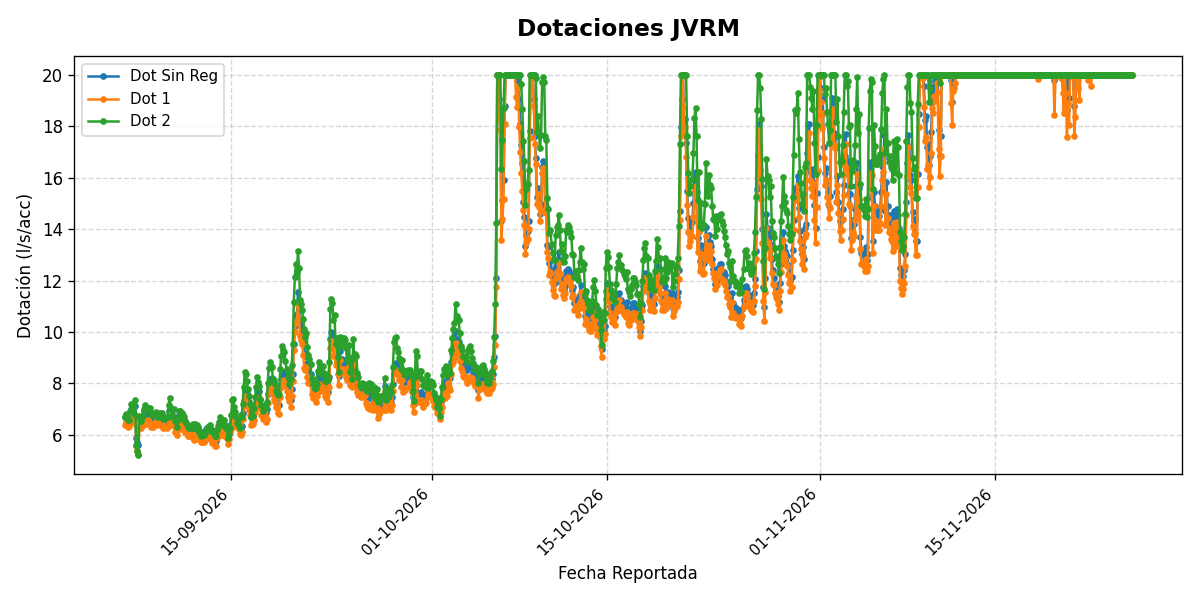 Dotaciones JVRM
Dot Sin Reg
Dot 1
Dot 2
Dotación (l/s/acc)
20
18
16
14
12
10
8
6
15-09-2026
01-10-2026
15-10-2026
01-11-2026
15-11-2026
Fecha Reportada